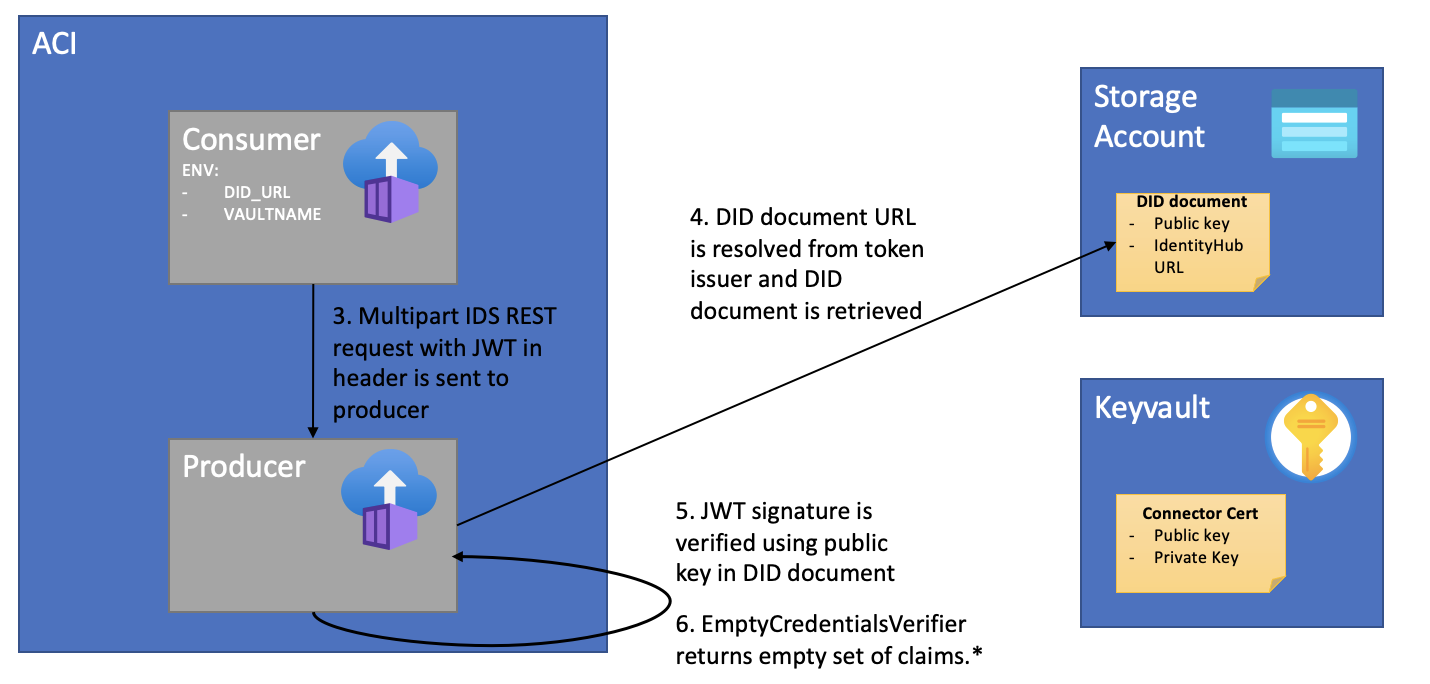 ACI
Consumer
ENV:
- DID_URL
- VAULTNAME
3. Multipart IDS REST
request with JWT in
header is sent to
producer
Producer
4. DID document URL
is resolved from token
issuer and DID
document is retrieved
5. JWT signature is
verified using public
key in DID document
6. EmptyCredentialsVerifier
returns empty set of claims.*
Storage
Account
DID document
- Public key
- IdentityHub
URL
Keyvault
Connector Cert
- Public key
- Private Key